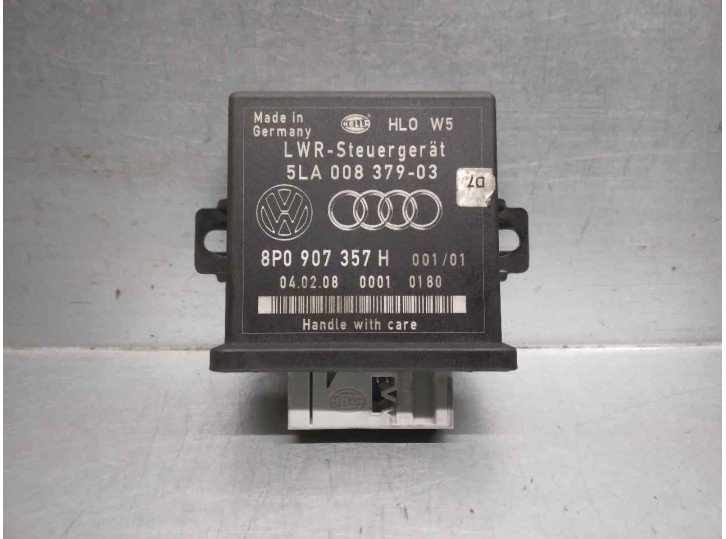 Made in
Germany
HELLA
HLO W5
LWR-Steuergerät
5LA 008 379-03
D7
8P0 907 357 H 001/01
04.02.08 0001 0180
Handle with care
HELLA